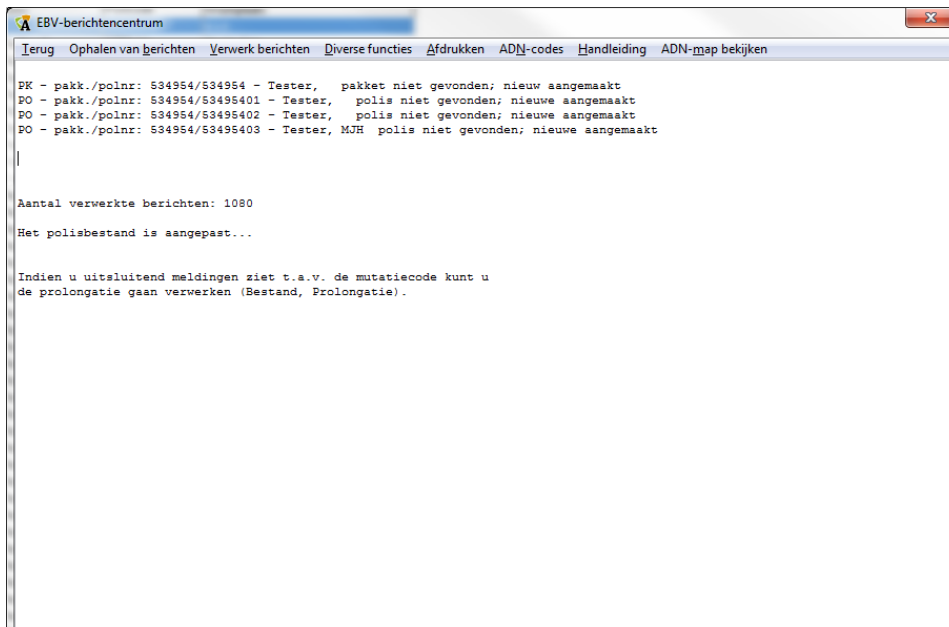 EBV-berichtencentrum
Terug Ophalen van berichten Verwerk berichten Diverse functies Afdrukken ADN-codes Handleiding ADN-map bekijken
PK - pakk./polnr: 534954/534954 - Tester, pakket niet gevonden; nieuw aangemaakt
PO - pakk./polnr: 534954/53495401 - Tester, polis niet gevonden; nieuwe aangemaakt
PO - pakk./polnr: 534954/53495402 - Tester, polis niet gevonden; nieuwe aangemaakt
PO - pakk./polnr: 534954/53495403 - Tester, MJH polis niet gevonden; nieuwe aangemaakt
Aantal verwerkte berichten: 1080
Het polisbestand is aangepast...
Indien u uitsluitend meldingen ziet t.a.v. de mutatiecode kunt u
de prolongatie gaan verwerken (Bestand, Prolongatie).